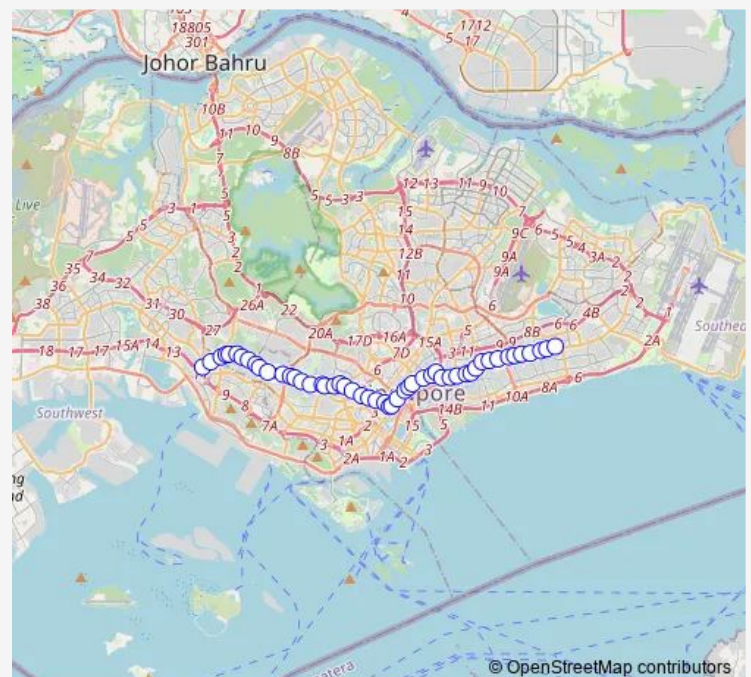 1712
18805
301
5 17
Johor Bahru
10B
11 10 9
8B
7
12 13 11 9 10
5 5 3 3
7
15
14
12B
11
9C 6 5 5 4 3A 2
9A
9A
Live
3 1 5
5
5
7
35
36
38
34 32
31 30
27
26A
1
22
20A
17D 16A
7D
15A
10
6
6
4B
2
2
1
2A
8B 6 6
5
3 11
9 9
18 17 17 15A 14 13
Southwest
9 8
7A
6
3
2
1A
2A 1A 2
3
5
15
14B 11 10A 8A
pore
© OpenStreetMap contributors